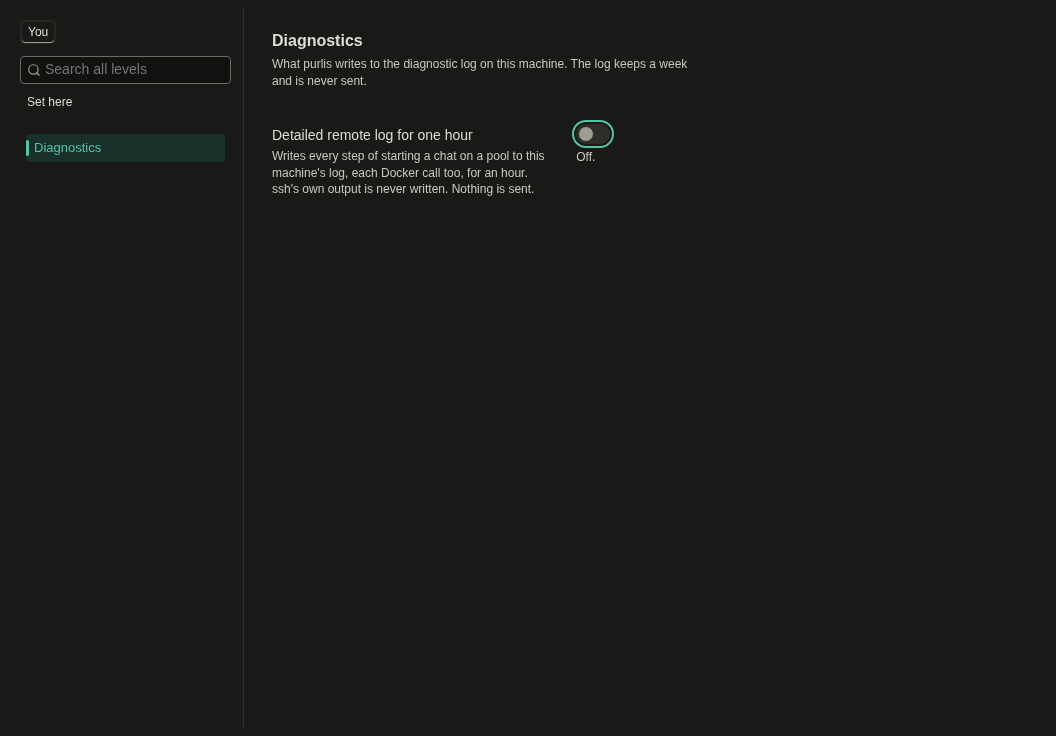 You
Search all levels
Set here
Diagnostics
Diagnostics
What purlis writes to the diagnostic log on this machine. The log keeps a week
and is never sent.
Detailed remote log for one hour
Writes every step of starting a chat on a pool to this
machine's log, each Docker call too, for an hour.
ssh's own output is never written. Nothing is sent.
Off.